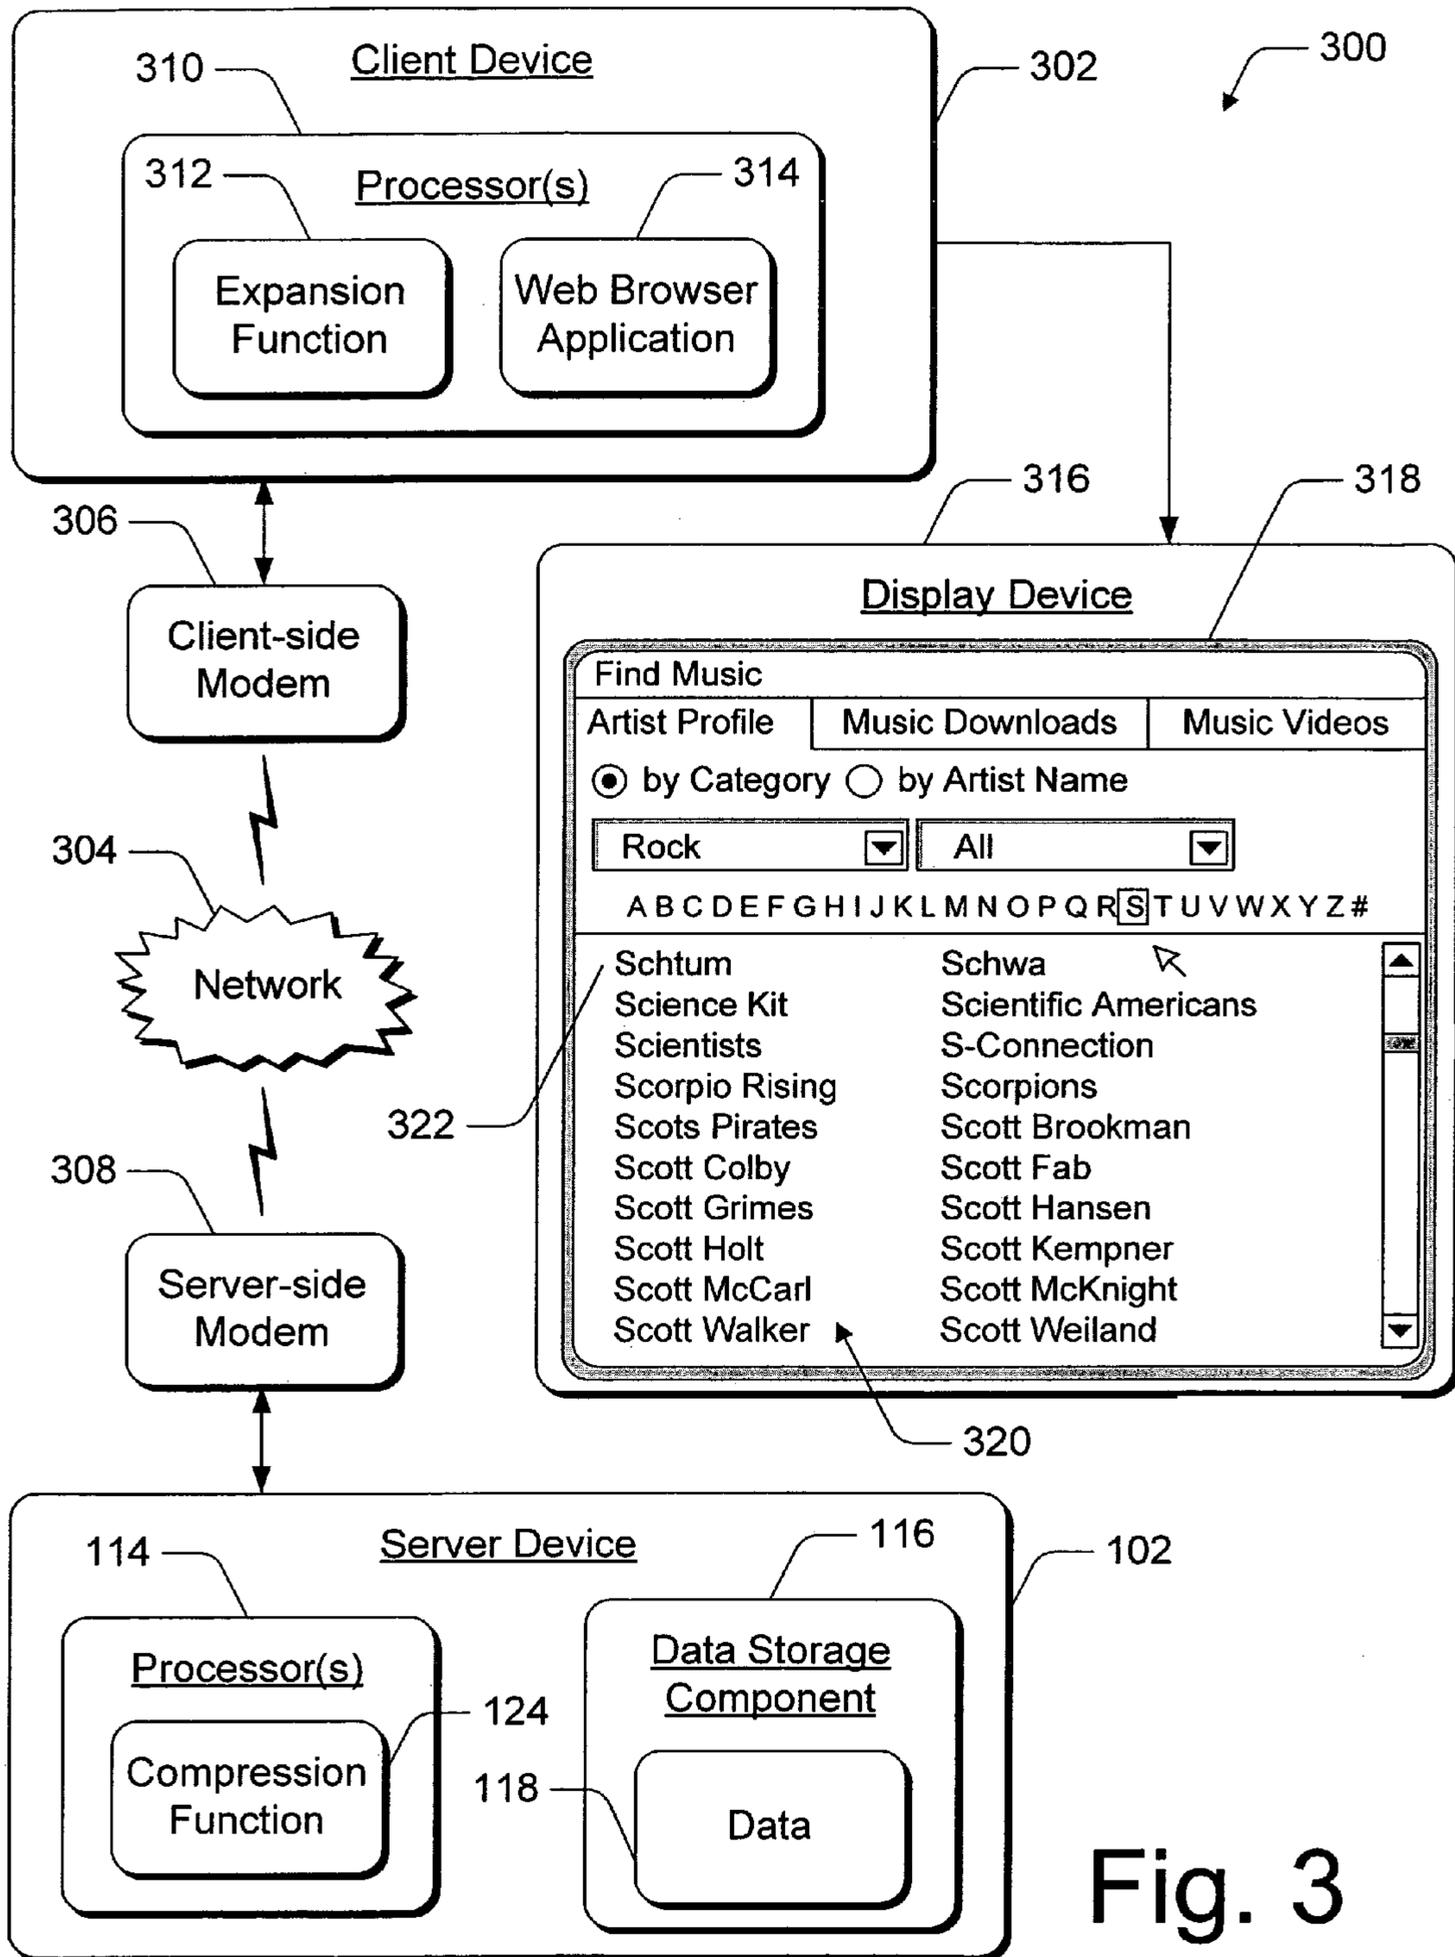 300
Client Device
302
310
Processor(s)
312
314
Expansion
Function
Web Browser
Application
306
316
318
Client-side
Modem
Display Device
Find Music
Artist Profile
Music Downloads
Music Videos
by Category
by Artist Name
Rock
All
A B C D E F G H I J K L M N O P Q R S T U V W X Y Z #
304
Network
Schtum
Schwa
Science Kit
Scientific Americans
Scientists
S-Connection
Scorpio Rising
Scorpions
Scots Pirates
Scott Brookman
Scott Colby
Scott Fab
Scott Grimes
Scott Hansen
Scott Holt
Scott Kempner
Scott McCarl
Scott McKnight
Scott Walker
Scott Weiland
322
320
308
Server-side
Modem
Server Device
102
114
Processor(s)
124
Compression
Function
116
Data Storage
Component
118
Data
Fig. 3